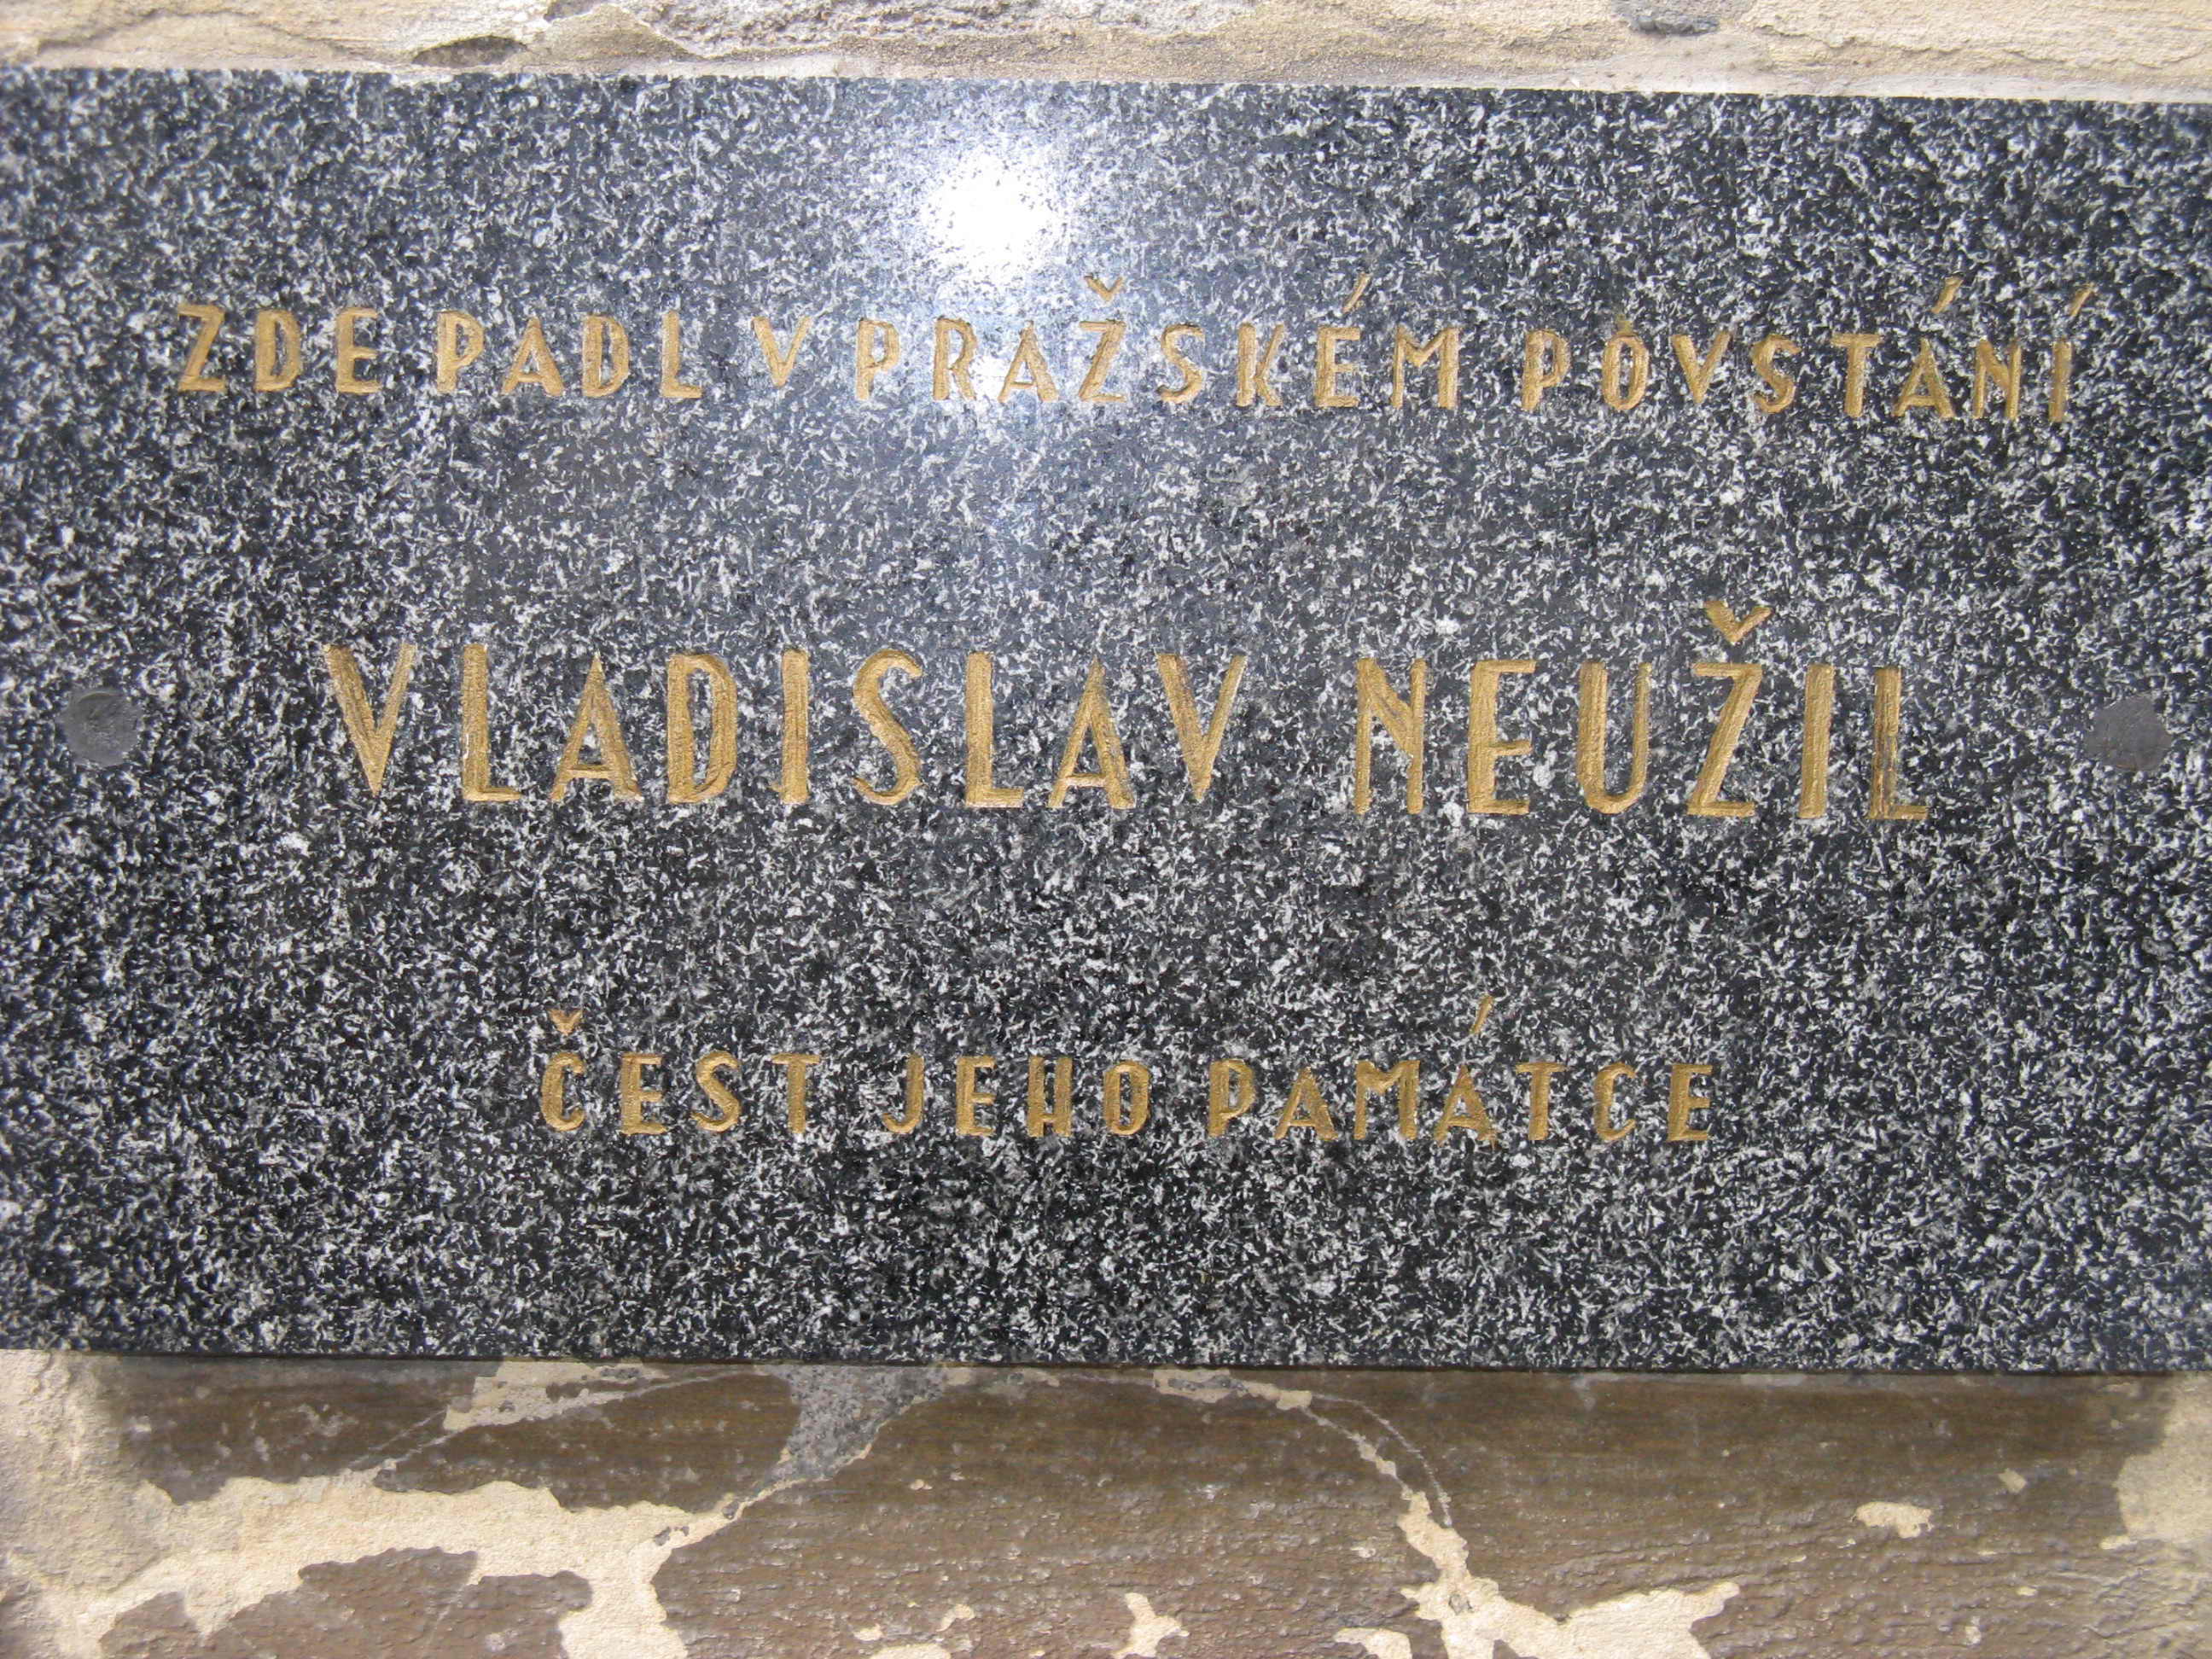 ZDE PADL V PRAŽSKÉM POVSTÁNÍ
VLADISLAV NEUŽIL
ČEST JEHO PAMÁTCE